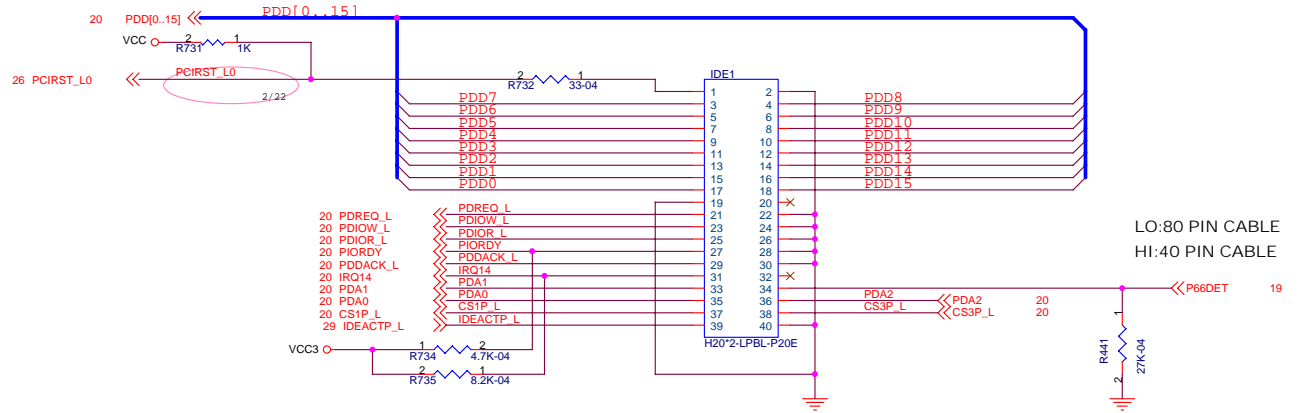 20 PDD[0..15] PDD[0..15]
VCC 2 1
R731 1K
26 PCIRST_L0 PCIRST_L0
2/22
2 1
R732 33-04
IDE1
1 2
PDD7 3 4 PDD8
PDD6 5 6 PDD9
PDD5 7 8 PDD10
PDD4 9 10 PDD11
PDD3 11 12 PDD12
PDD2 13 14 PDD13
PDD1 15 16 PDD14
PDD0 17 18 PDD15
19 20
20 PDREQ_L PDREQ_L 21 22
20 PDIOW_L PDIOW_L 23 24
20 PDIOR_L PDIOR_L 25 26
20 PIORDY PIORDY 27 28
20 PDDACK_L PDDACK_L 29 30
20 IRQ14 IRQ14 31 32
20 PDA1 PDA1 33 34 P66DET 19
20 PDA0 PDA0 35 36 PDA2 PDA2 20
20 CS1P_L CS1P_L 37 38 CS3P_L CS3P_L 20
29 IDEACTP_L IDEACTP_L 39 40
H20*2-LPBL-P20E
LO:80 PIN CABLE
HI:40 PIN CABLE
VCC3 1 2
R734 4.7K-04
2 1
R735 8.2K-04
1 2
R441 27K-04